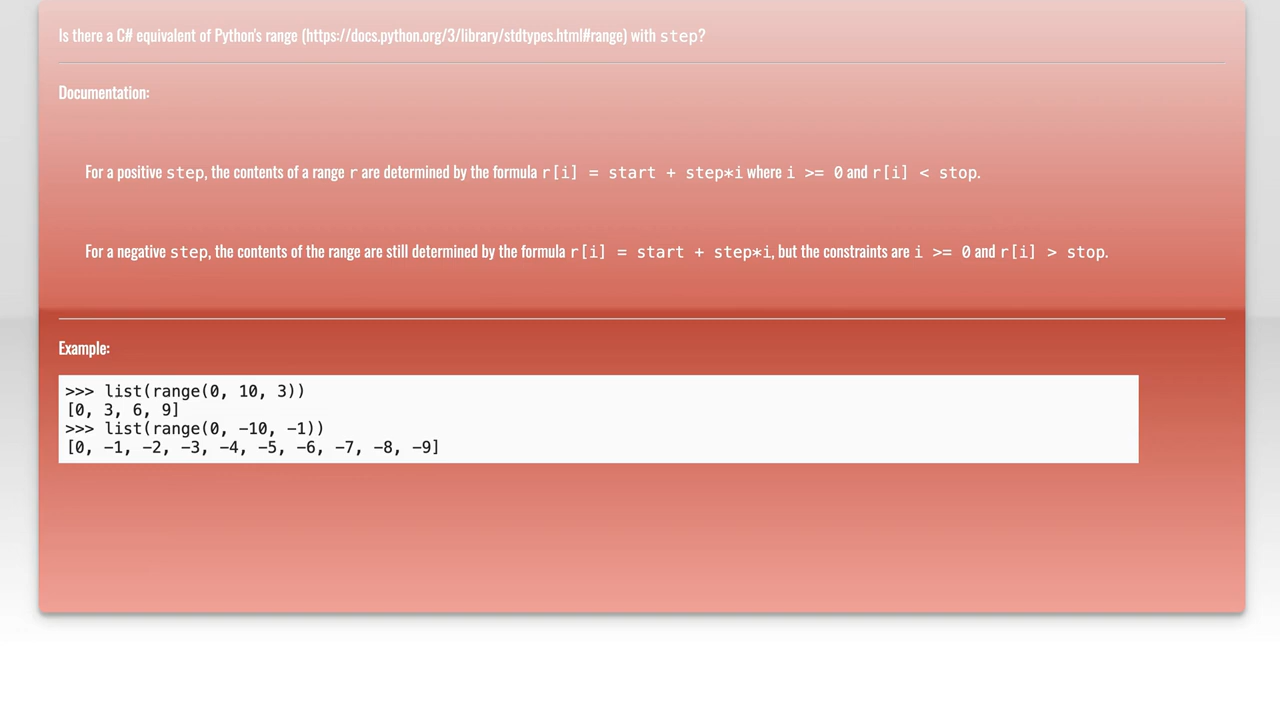 Is there a C# equivalent of Python's range (https://docs.python.org/3/library/stdtypes.html#range) with step?
Documentation:
For a positive step, the contents of a range r are determined by the formula r[i] = start + step*i where i >= 0 and r[i] < stop.
For a negative step, the contents of the range are still determined by the formula r[i] = start + step*i, but the constraints are i >= 0 and r[i] > stop.
Example:
>>> list(range(0, 10, 3))
[0, 3, 6, 9]
>>> list(range(0, -10, -1))
[0, -1, -2, -3, -4, -5, -6, -7, -8, -9]